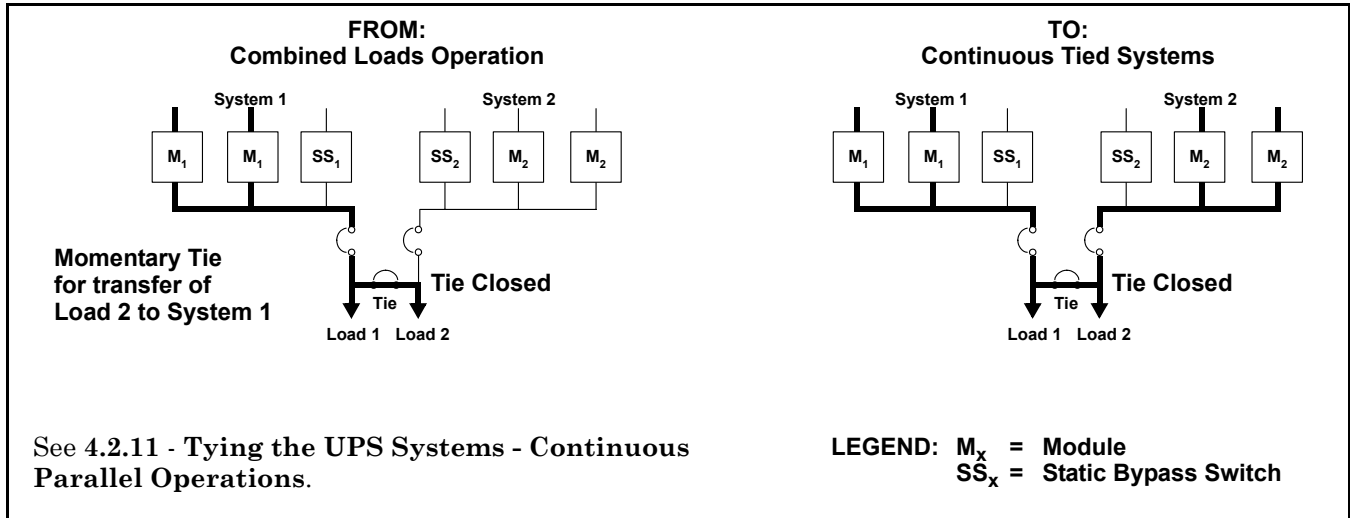 FROM:
Combined Loads Operation
System 1
System 2
M1
M1
SS1
SS2
M2
M2
Momentary Tie
for transfer of
Load 2 to System 1
Tie Closed
Tie
Load 1
Load 2
TO:
Continuous Tied Systems
System 1
System 2
M1
M1
SS1
SS2
M2
M2
Tie Closed
Tie
Load 1
Load 2
See 4.2.11 - Tying the UPS Systems - Continuous
Parallel Operations.
LEGEND: Mx = Module
SSx = Static Bypass Switch